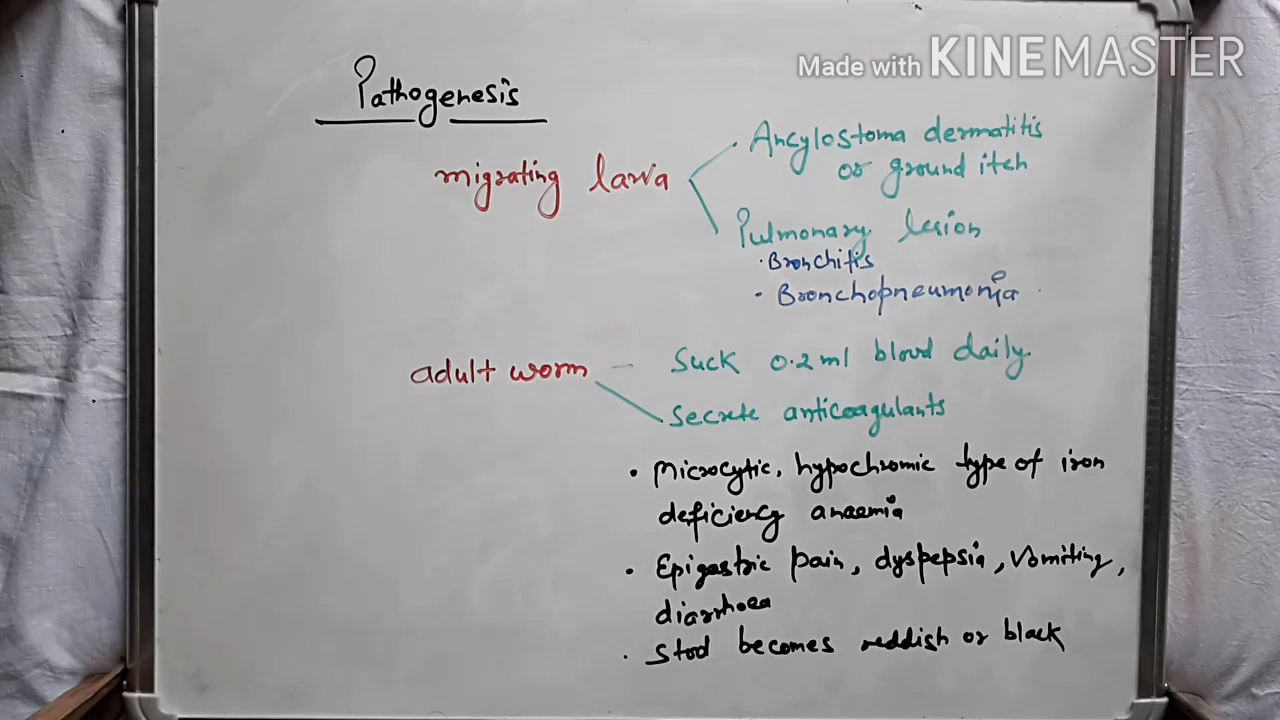 Made with KINEMASTER
Pathogenesis
migrating larva
Ancylostoma dermatitis
or ground itch
Pulmonary lesion
· Bronchitis
· Bronchopneumonia
adult worm — Suck 0.2 ml blood daily.
Secrete anticoagulants
· Microcytic, hypochromic type of iron
deficiency anaemia
· Epigastric pain, dyspepsia, vomiting,
diarrhoea
· Stool becomes reddish or black